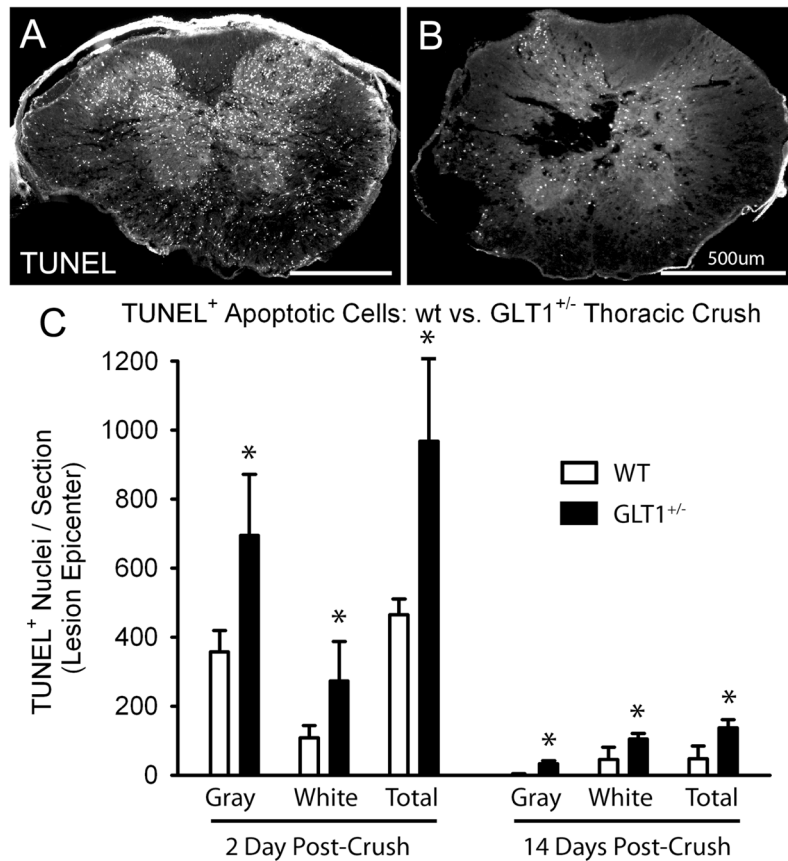 A
B
TUNEL
500um
C
TUNEL+ Apoptotic Cells: wt vs. GLT1+/- Thoracic Crush
TUNEL+ Nuclei / Section
(Lesion Epicenter)
1200
1000
800
600
400
200
0
* * * * * *
WT
GLT1+/-
Gray White Total Gray White Total
2 Day Post-Crush 14 Days Post-Crush